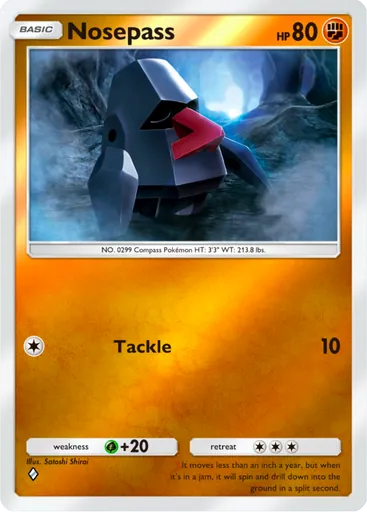 BASIC
Nosepass
HP 80
NO. 0299 Compass Pokémon HT: 3'3" WT: 213.8 lbs.
Tackle 10
weakness +20
retreat
Illus. Satoshi Shirai
It moves less than an inch a year, but when
it's in a jam, it will spin and drill down into the
ground in a split second.